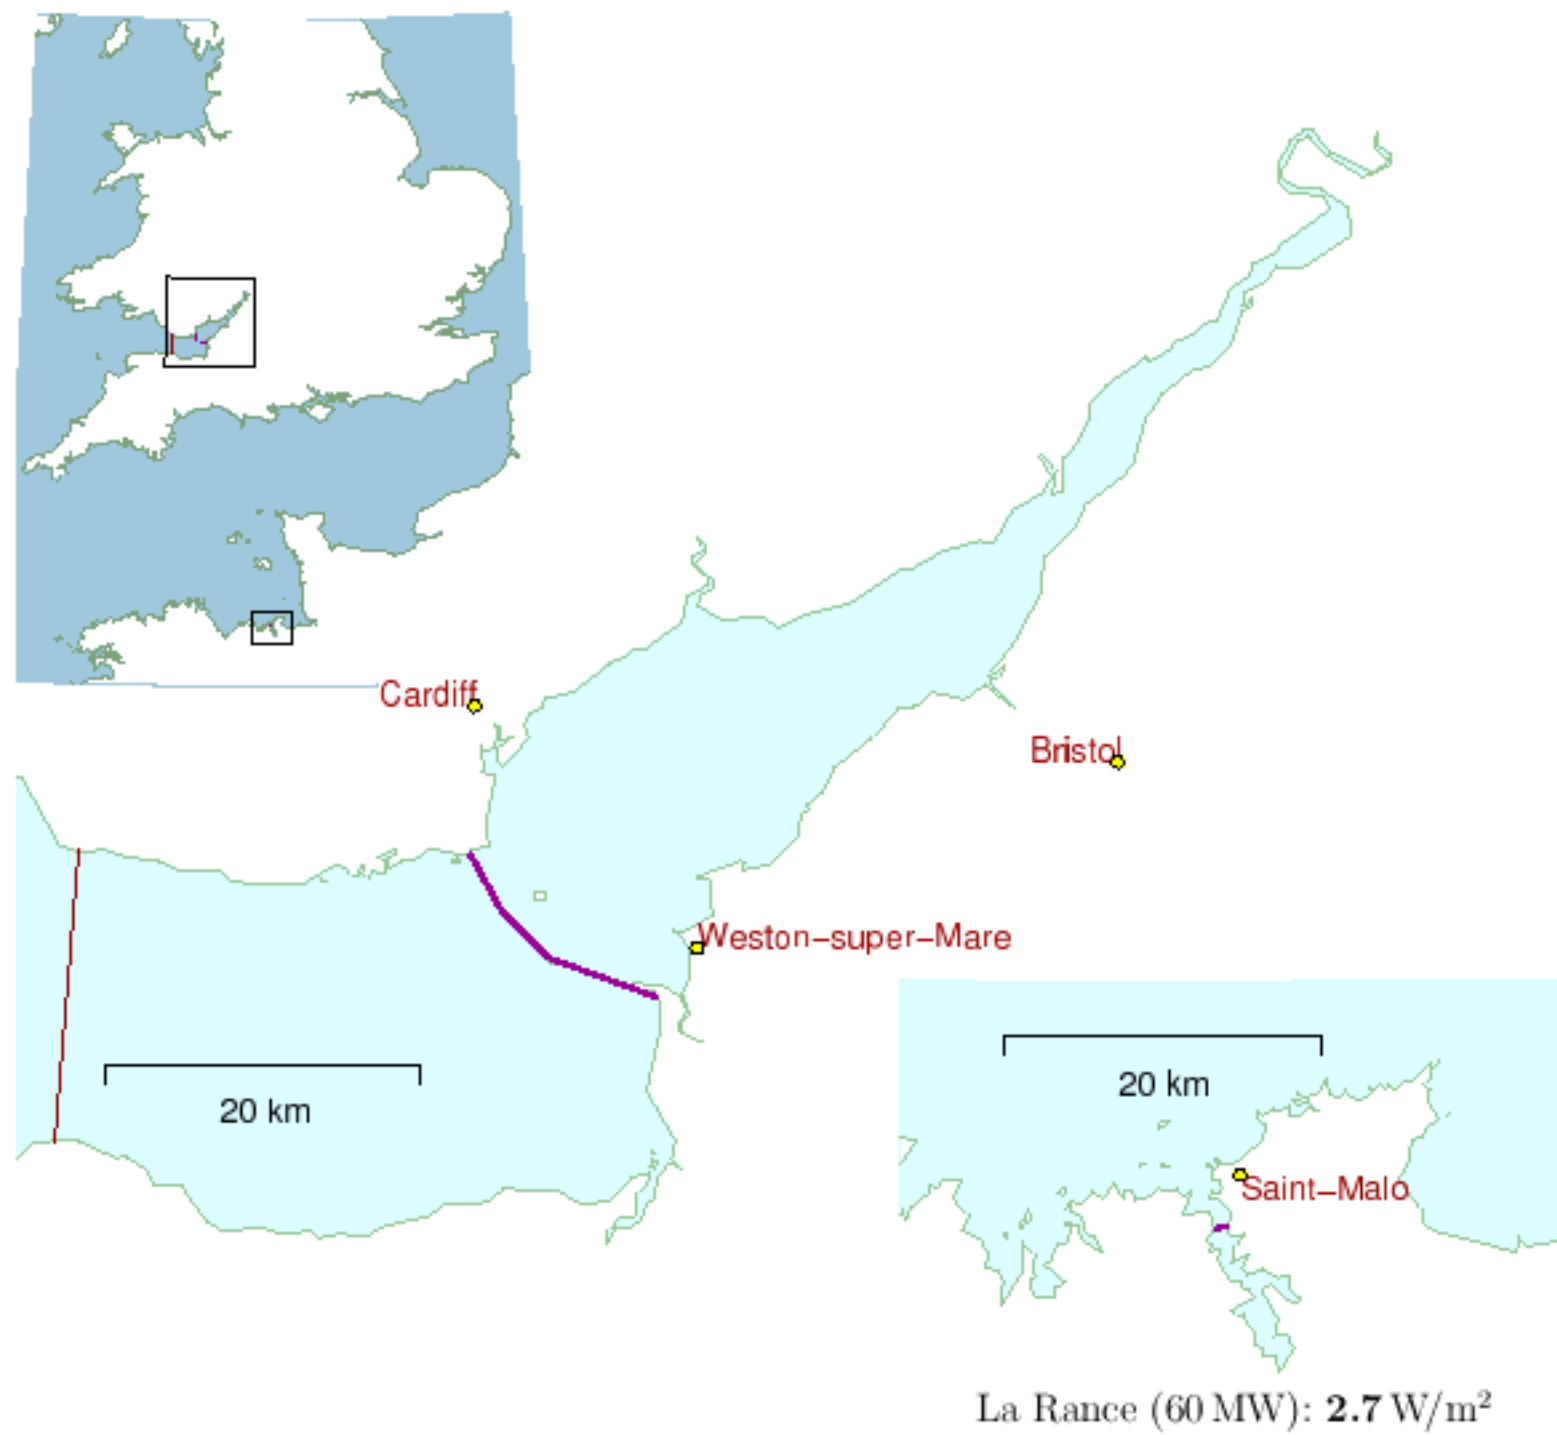 Cardiff
Bristol
Weston–super–Mare
20 km
20 km
Saint–Malo
La Rance (60 MW): 2.7 W/m²